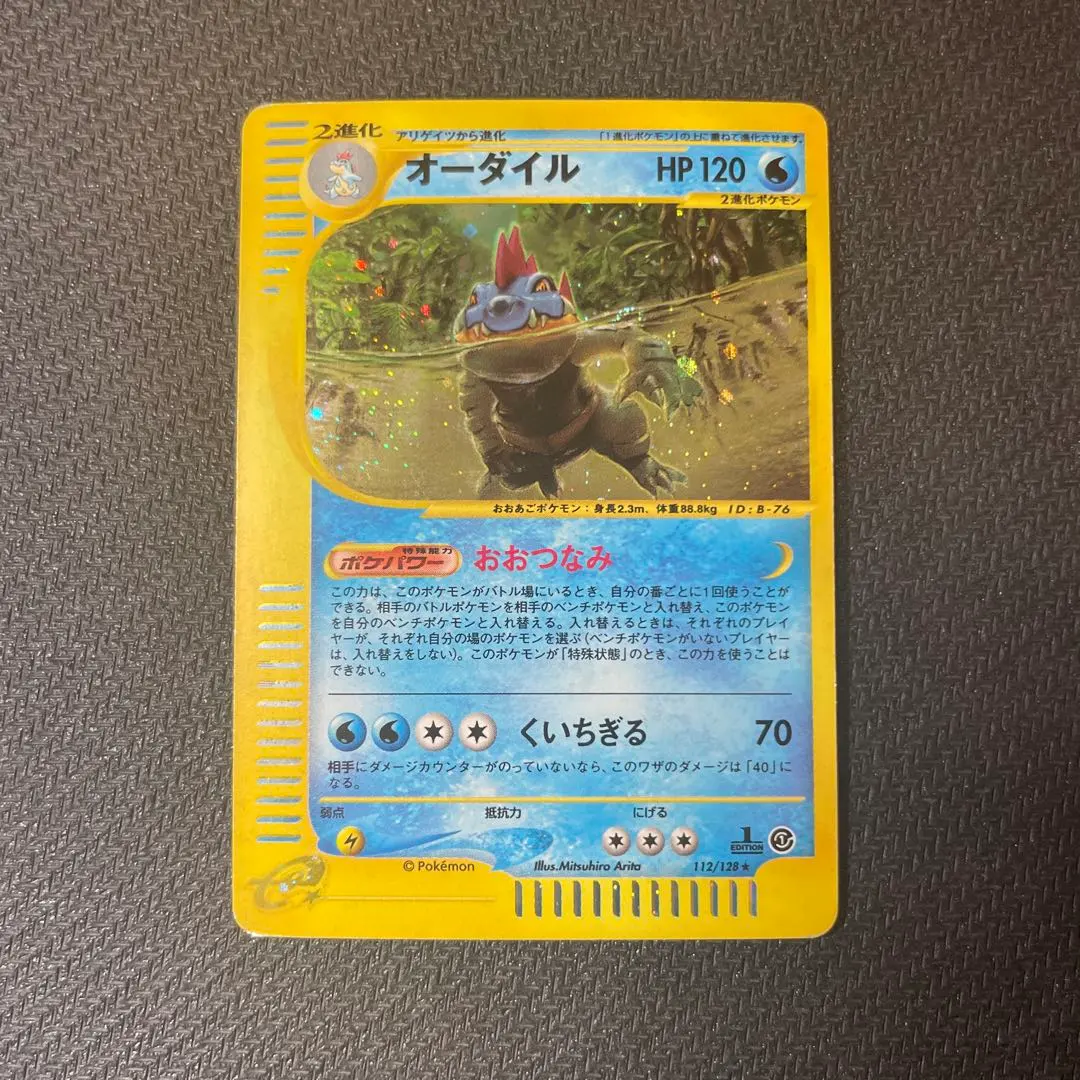 2進化 アリゲイツから進化 「1進化ポケモン」の上に重ねて進化させます。
オーダイル HP 120
2進化ポケモン
おおあごポケモン：身長2.3m、体重88.8kg ID：B-76
特殊能力
ポケパワー おおつなみ
この力は、このポケモンがバトル場にいるとき、自分の番ごとに1回使うことが
できる。相手のバトルポケモンを相手のベンチポケモンと入れ替え、このポケモン
を自分のベンチポケモンと入れ替える。入れ替えるときは、それぞれのプレイ
ヤーが、それぞれ自分の場のポケモンを選ぶ（ベンチポケモンがいないプレイヤー
は、入れ替えをしない）。このポケモンが「特殊状態」のとき、この力を使うことは
できない。
くいちぎる 70
相手にダメージカウンターがのっていないなら、このワザのダメージは「40」に
なる。
弱点 抵抗力 にげる
1
EDITION
© Pokémon Illus.Mitsuhiro Arita 112/128★
e